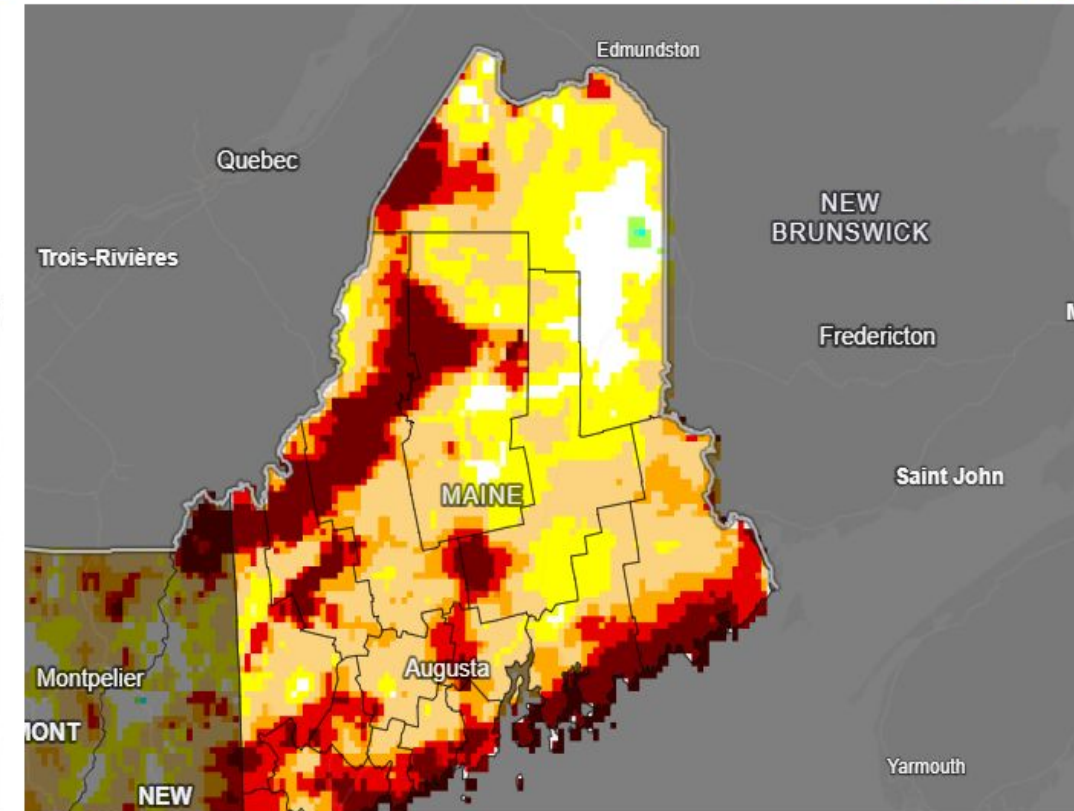 Edmundston
Quebec
NEW
BRUNSWICK
Trois-Rivières
Fredericton
Saint John
MAINE
Augusta
Montpelier
MONT
Yarmouth
NEW